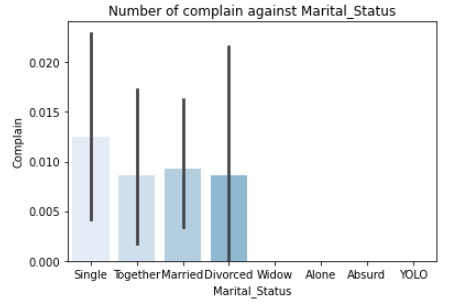 Number of complain against Marital_Status
0.020
0.015
0.010
0.005
0.000
Complain
Single Together Married Divorced Widow Alone Absurd YOLO
Marital_Status